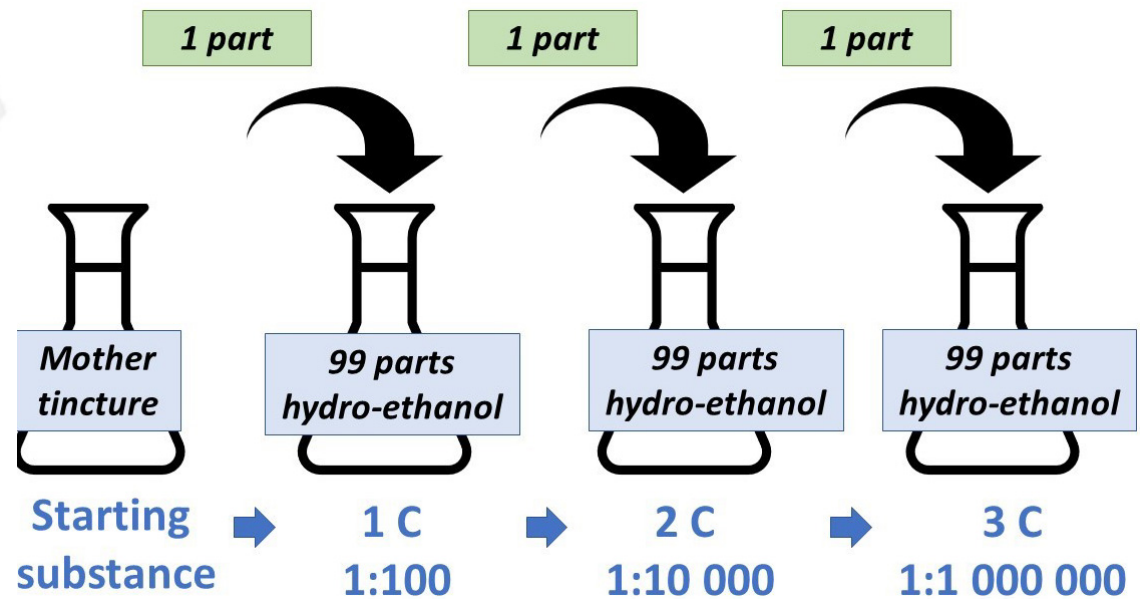 1 part
1 part
1 part
Mother
tincture
99 parts
hydro-ethanol
99 parts
hydro-ethanol
99 parts
hydro-ethanol
Starting
substance
1 C
1:100
2 C
1:10 000
3 C
1:1 000 000